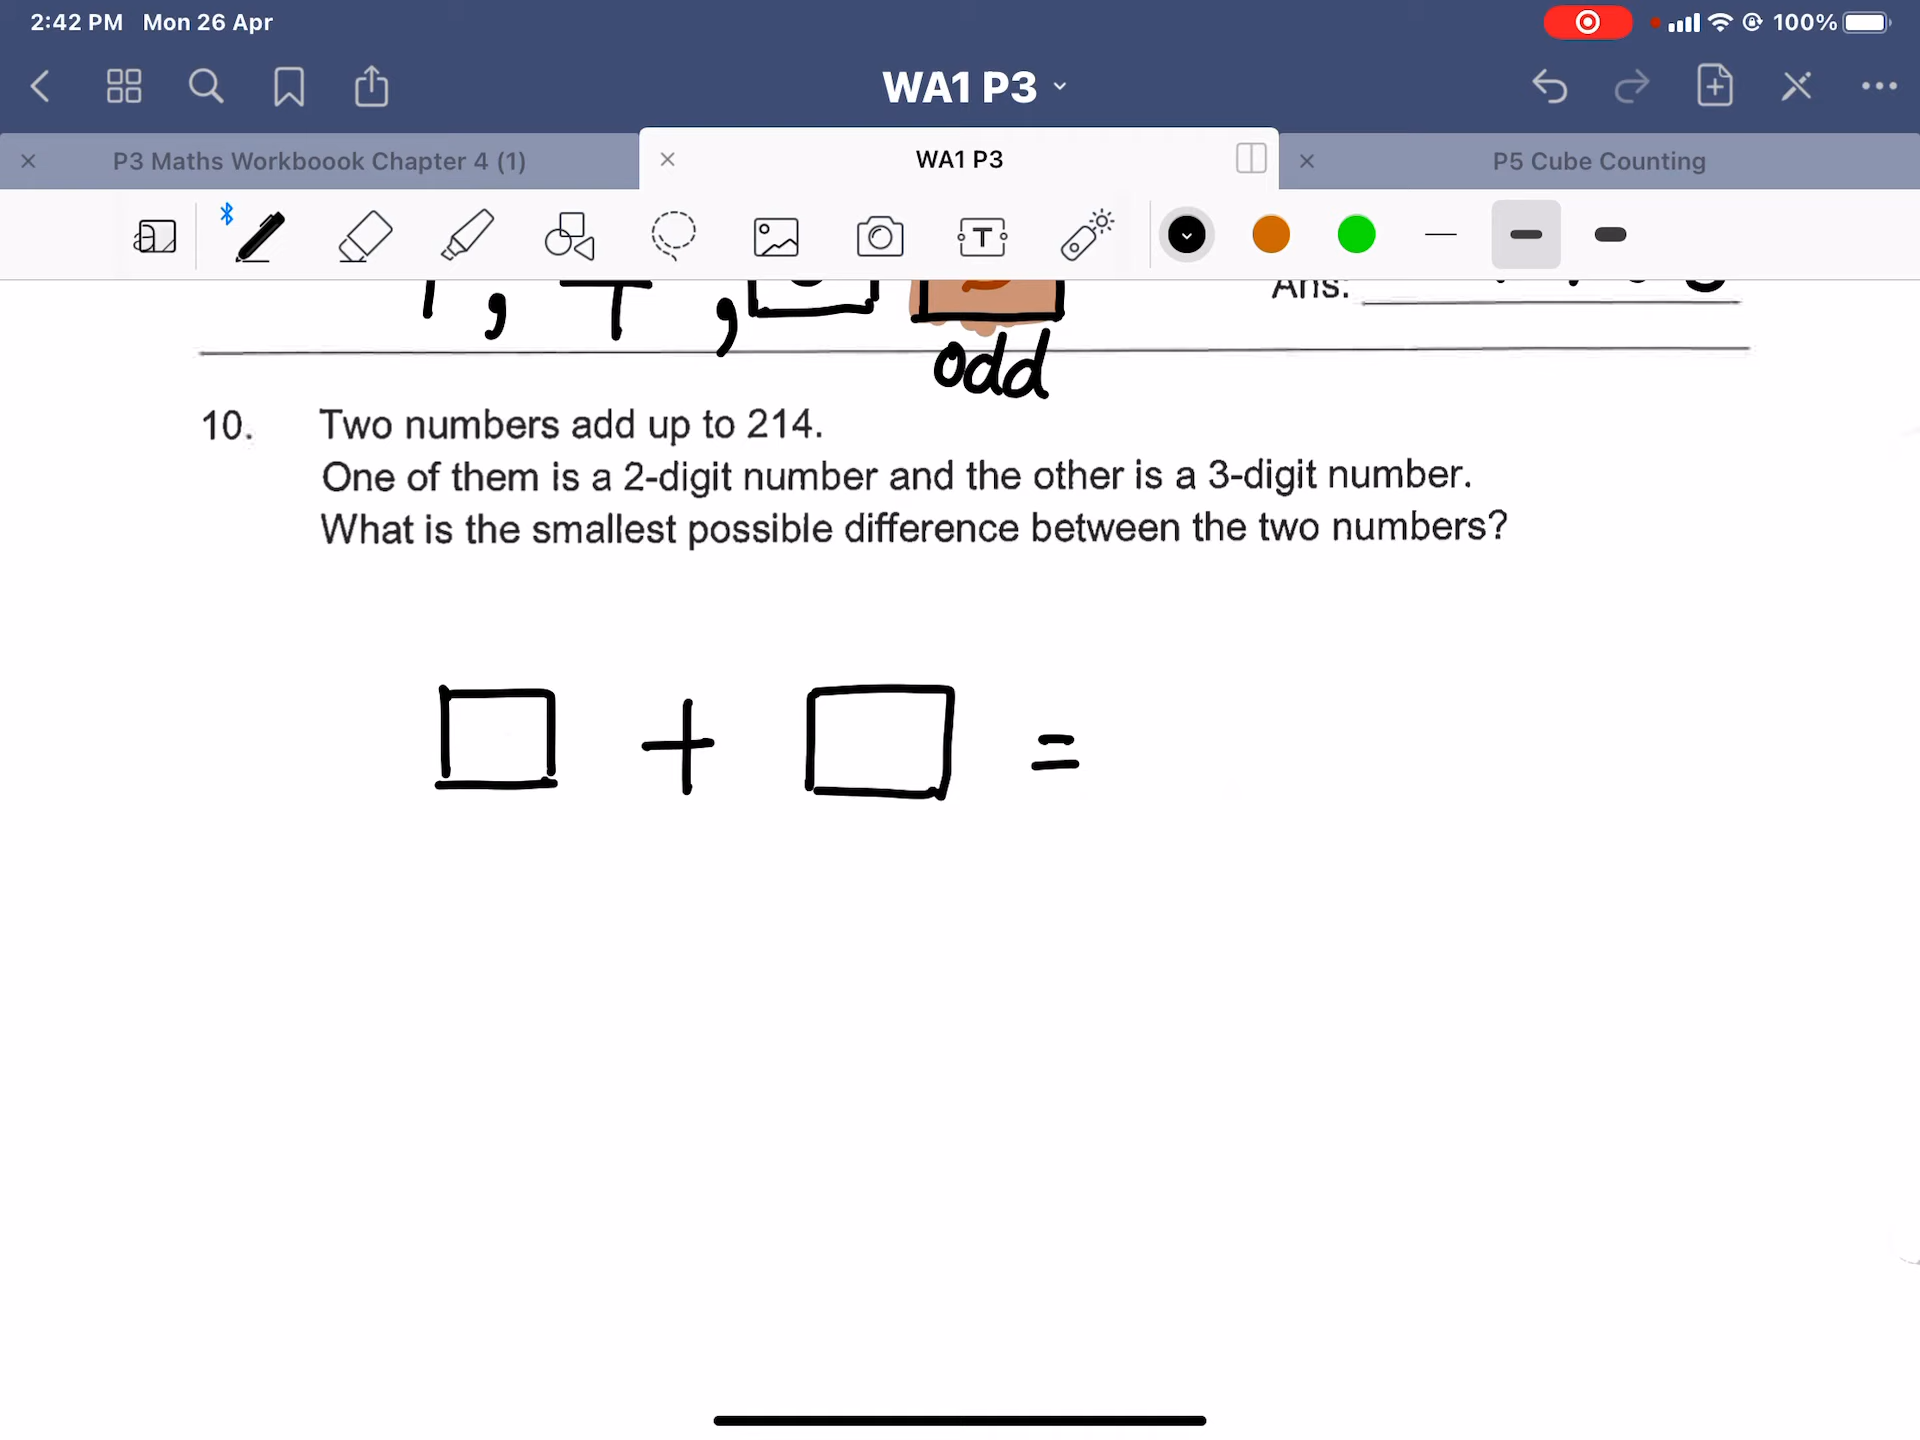 2:42 PM Mon 26 Apr 100%
WA1 P3
P3 Maths Workboook Chapter 4 (1) WA1 P3 P5 Cube Counting
a T
Ans:
odd
10. Two numbers add up to 214.
One of them is a 2-digit number and the other is a 3-digit number.
What is the smallest possible difference between the two numbers?
+ =